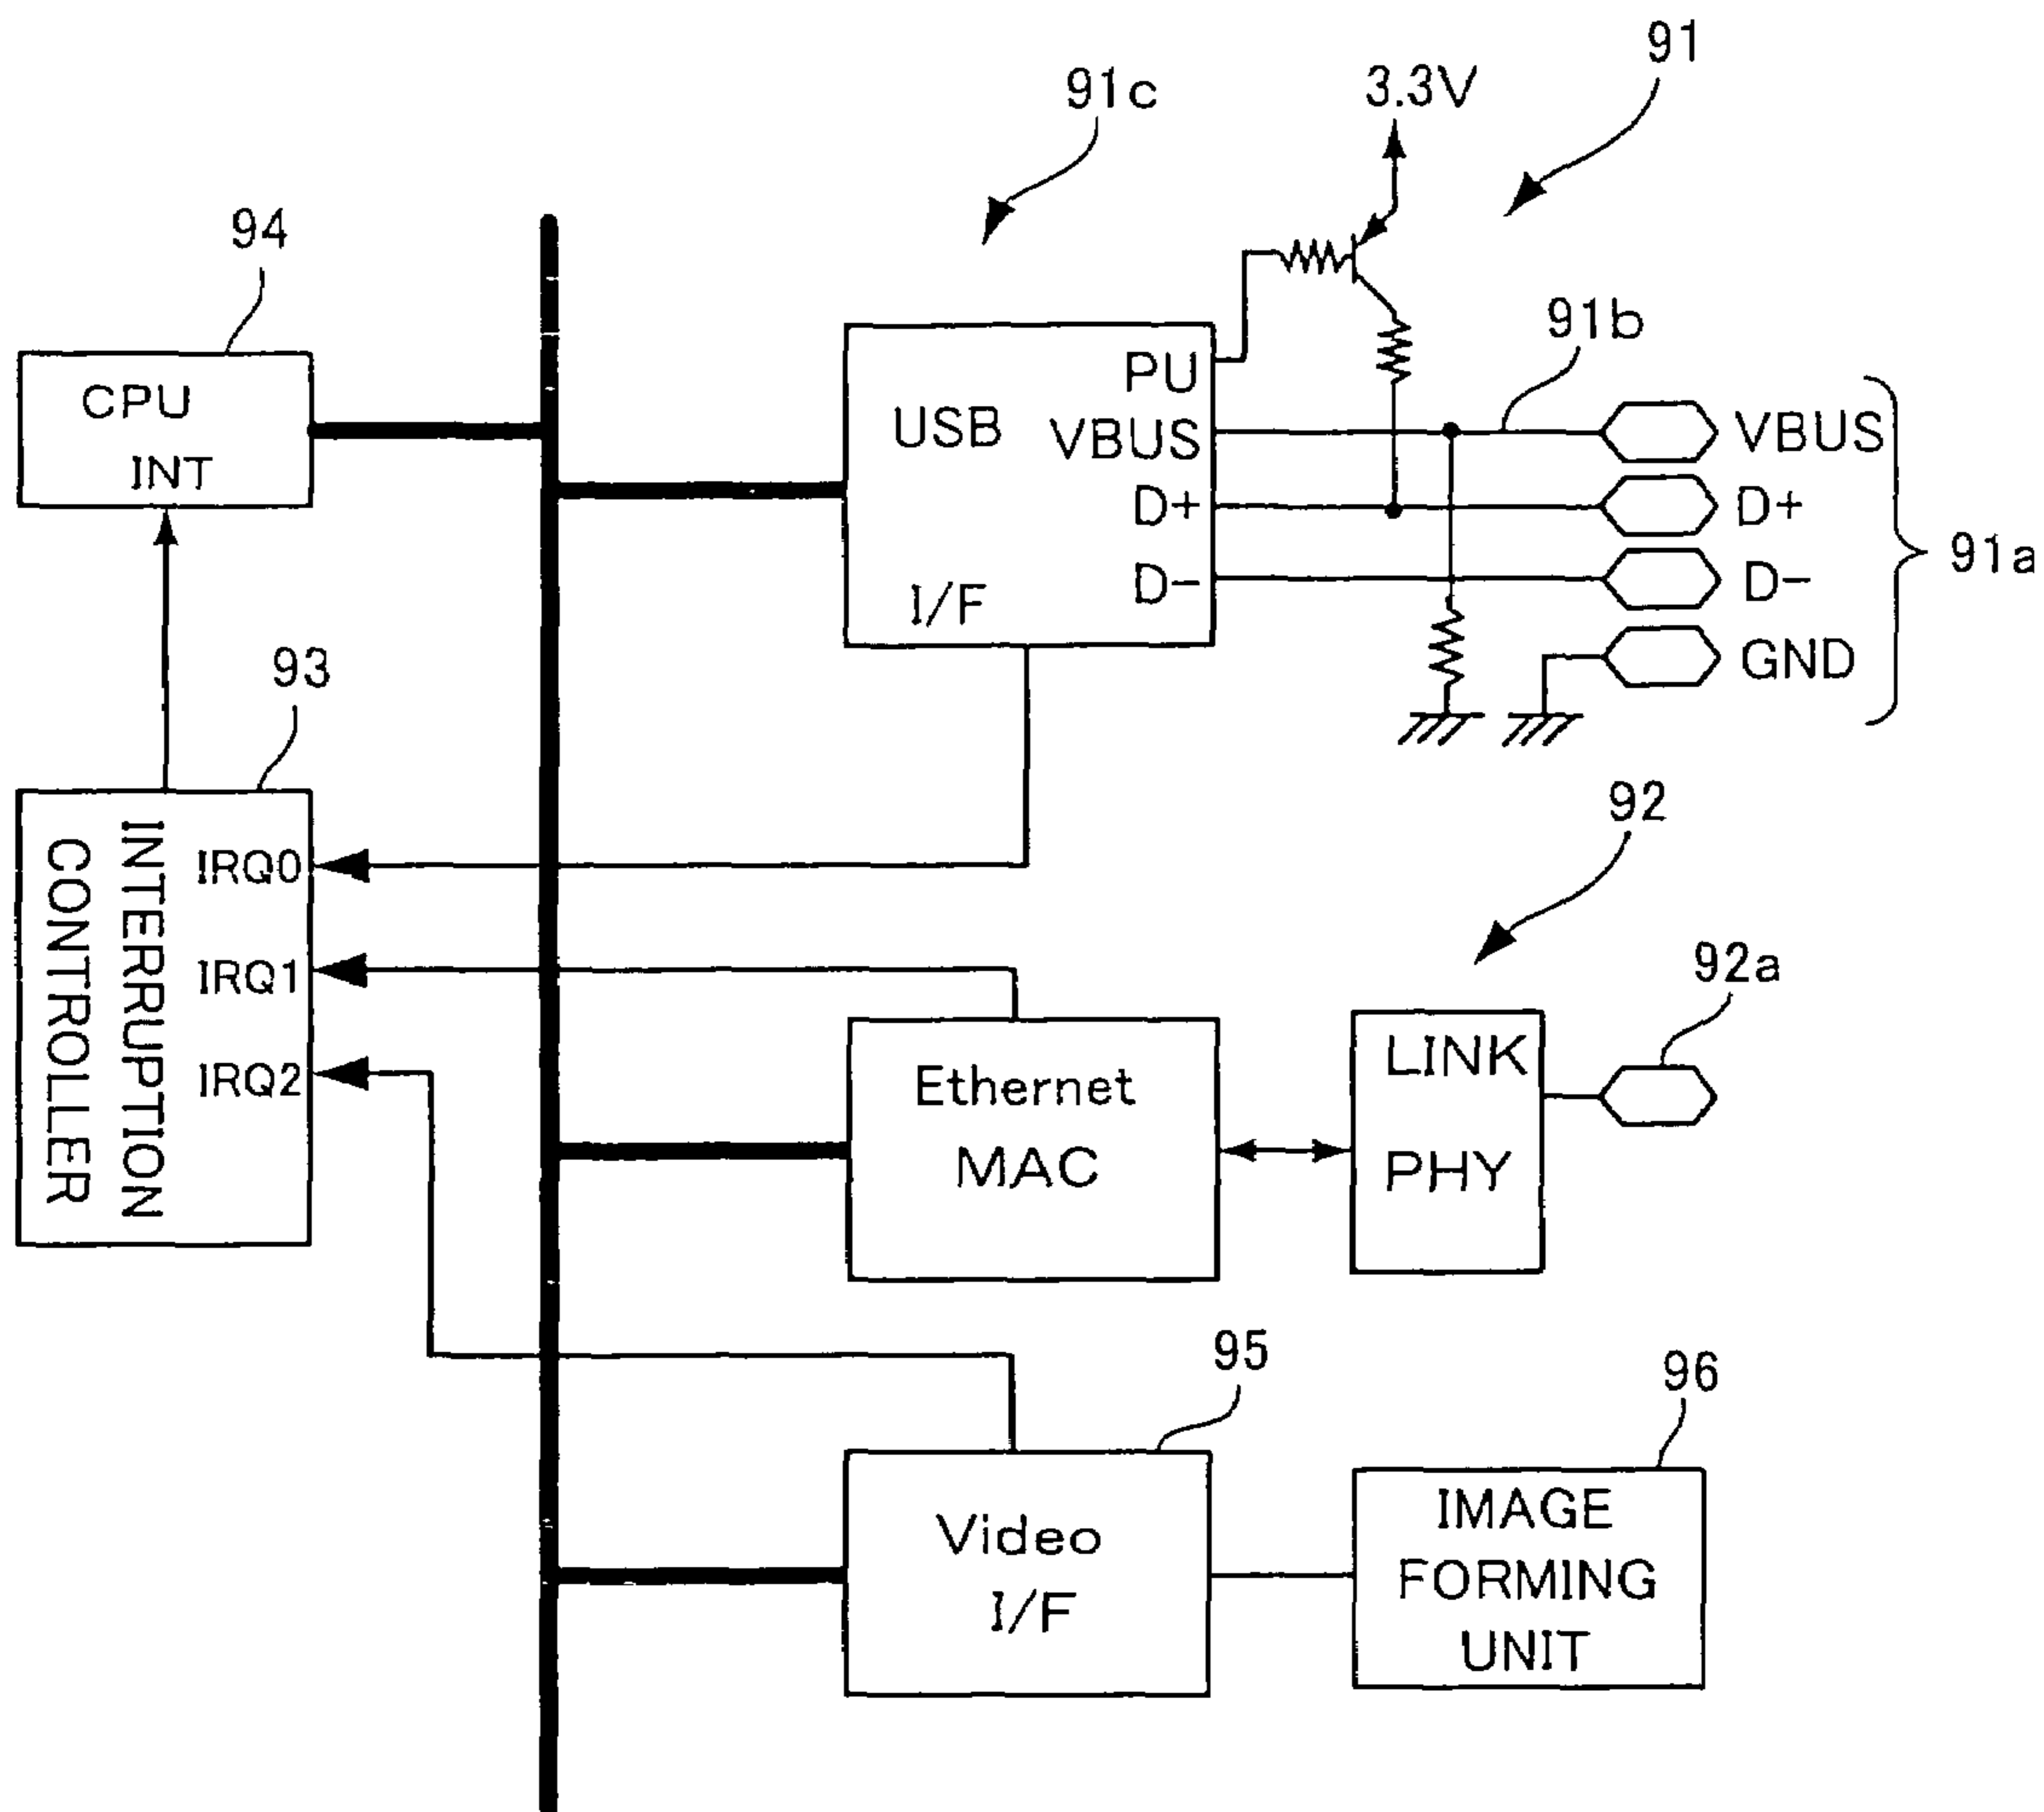 91
91c
3.3V
94
91b
CPU
INT
PU
USB
VBUS
D+
D-
I/F
VBUS
D+
D-
GND
91a
93
INTERRUPTION
CONTROLLER
IRQ0
IRQ1
IRQ2
92
92a
Ethernet
MAC
LINK
PHY
95
96
Video
I/F
IMAGE
FORMING
UNIT